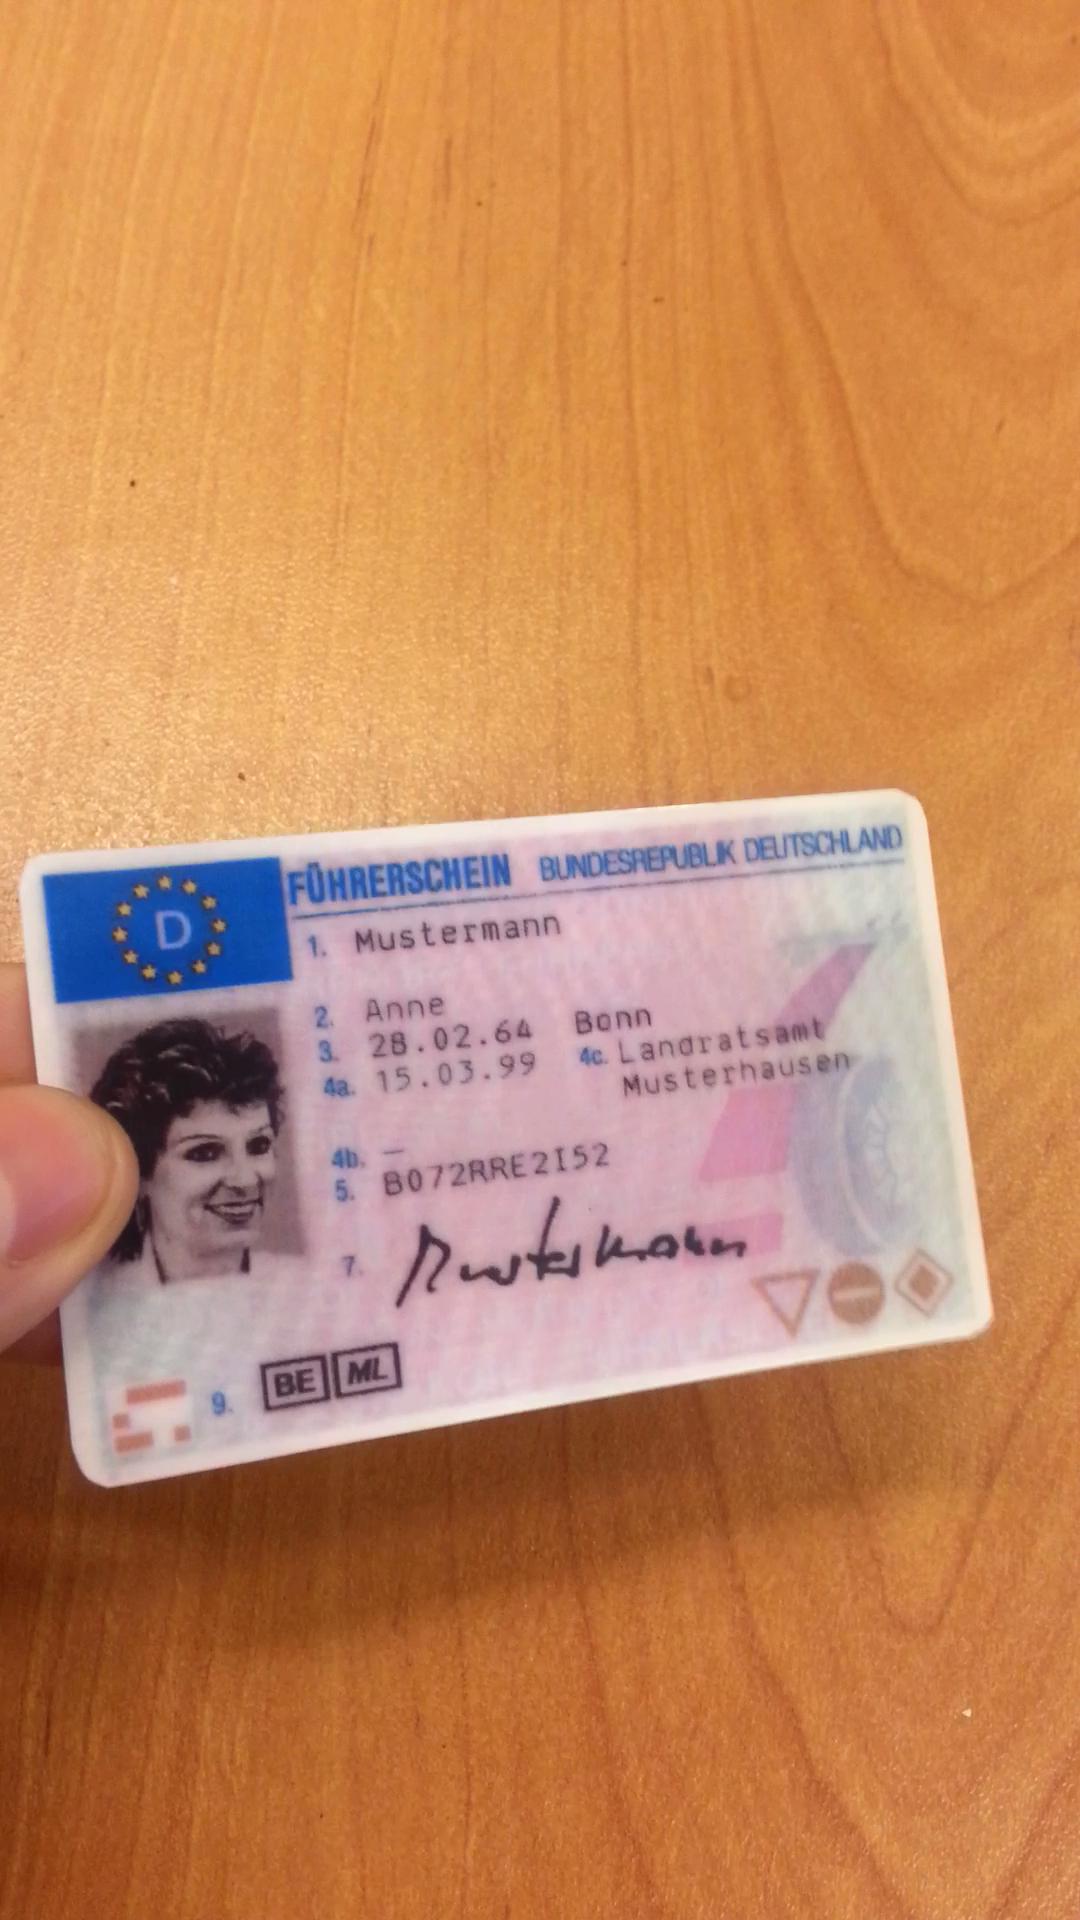 D
FÜHRERSCHEIN BUNDESREPUBLIK DEUTSCHLAND
1. Mustermann
2. Anne
3. 28.02.64 Bonn
4a. 15.03.99 4c. Landratsamt
Musterhausen
4b. —
5. B072RRE2I52
7. Mustermann
9. BE ML